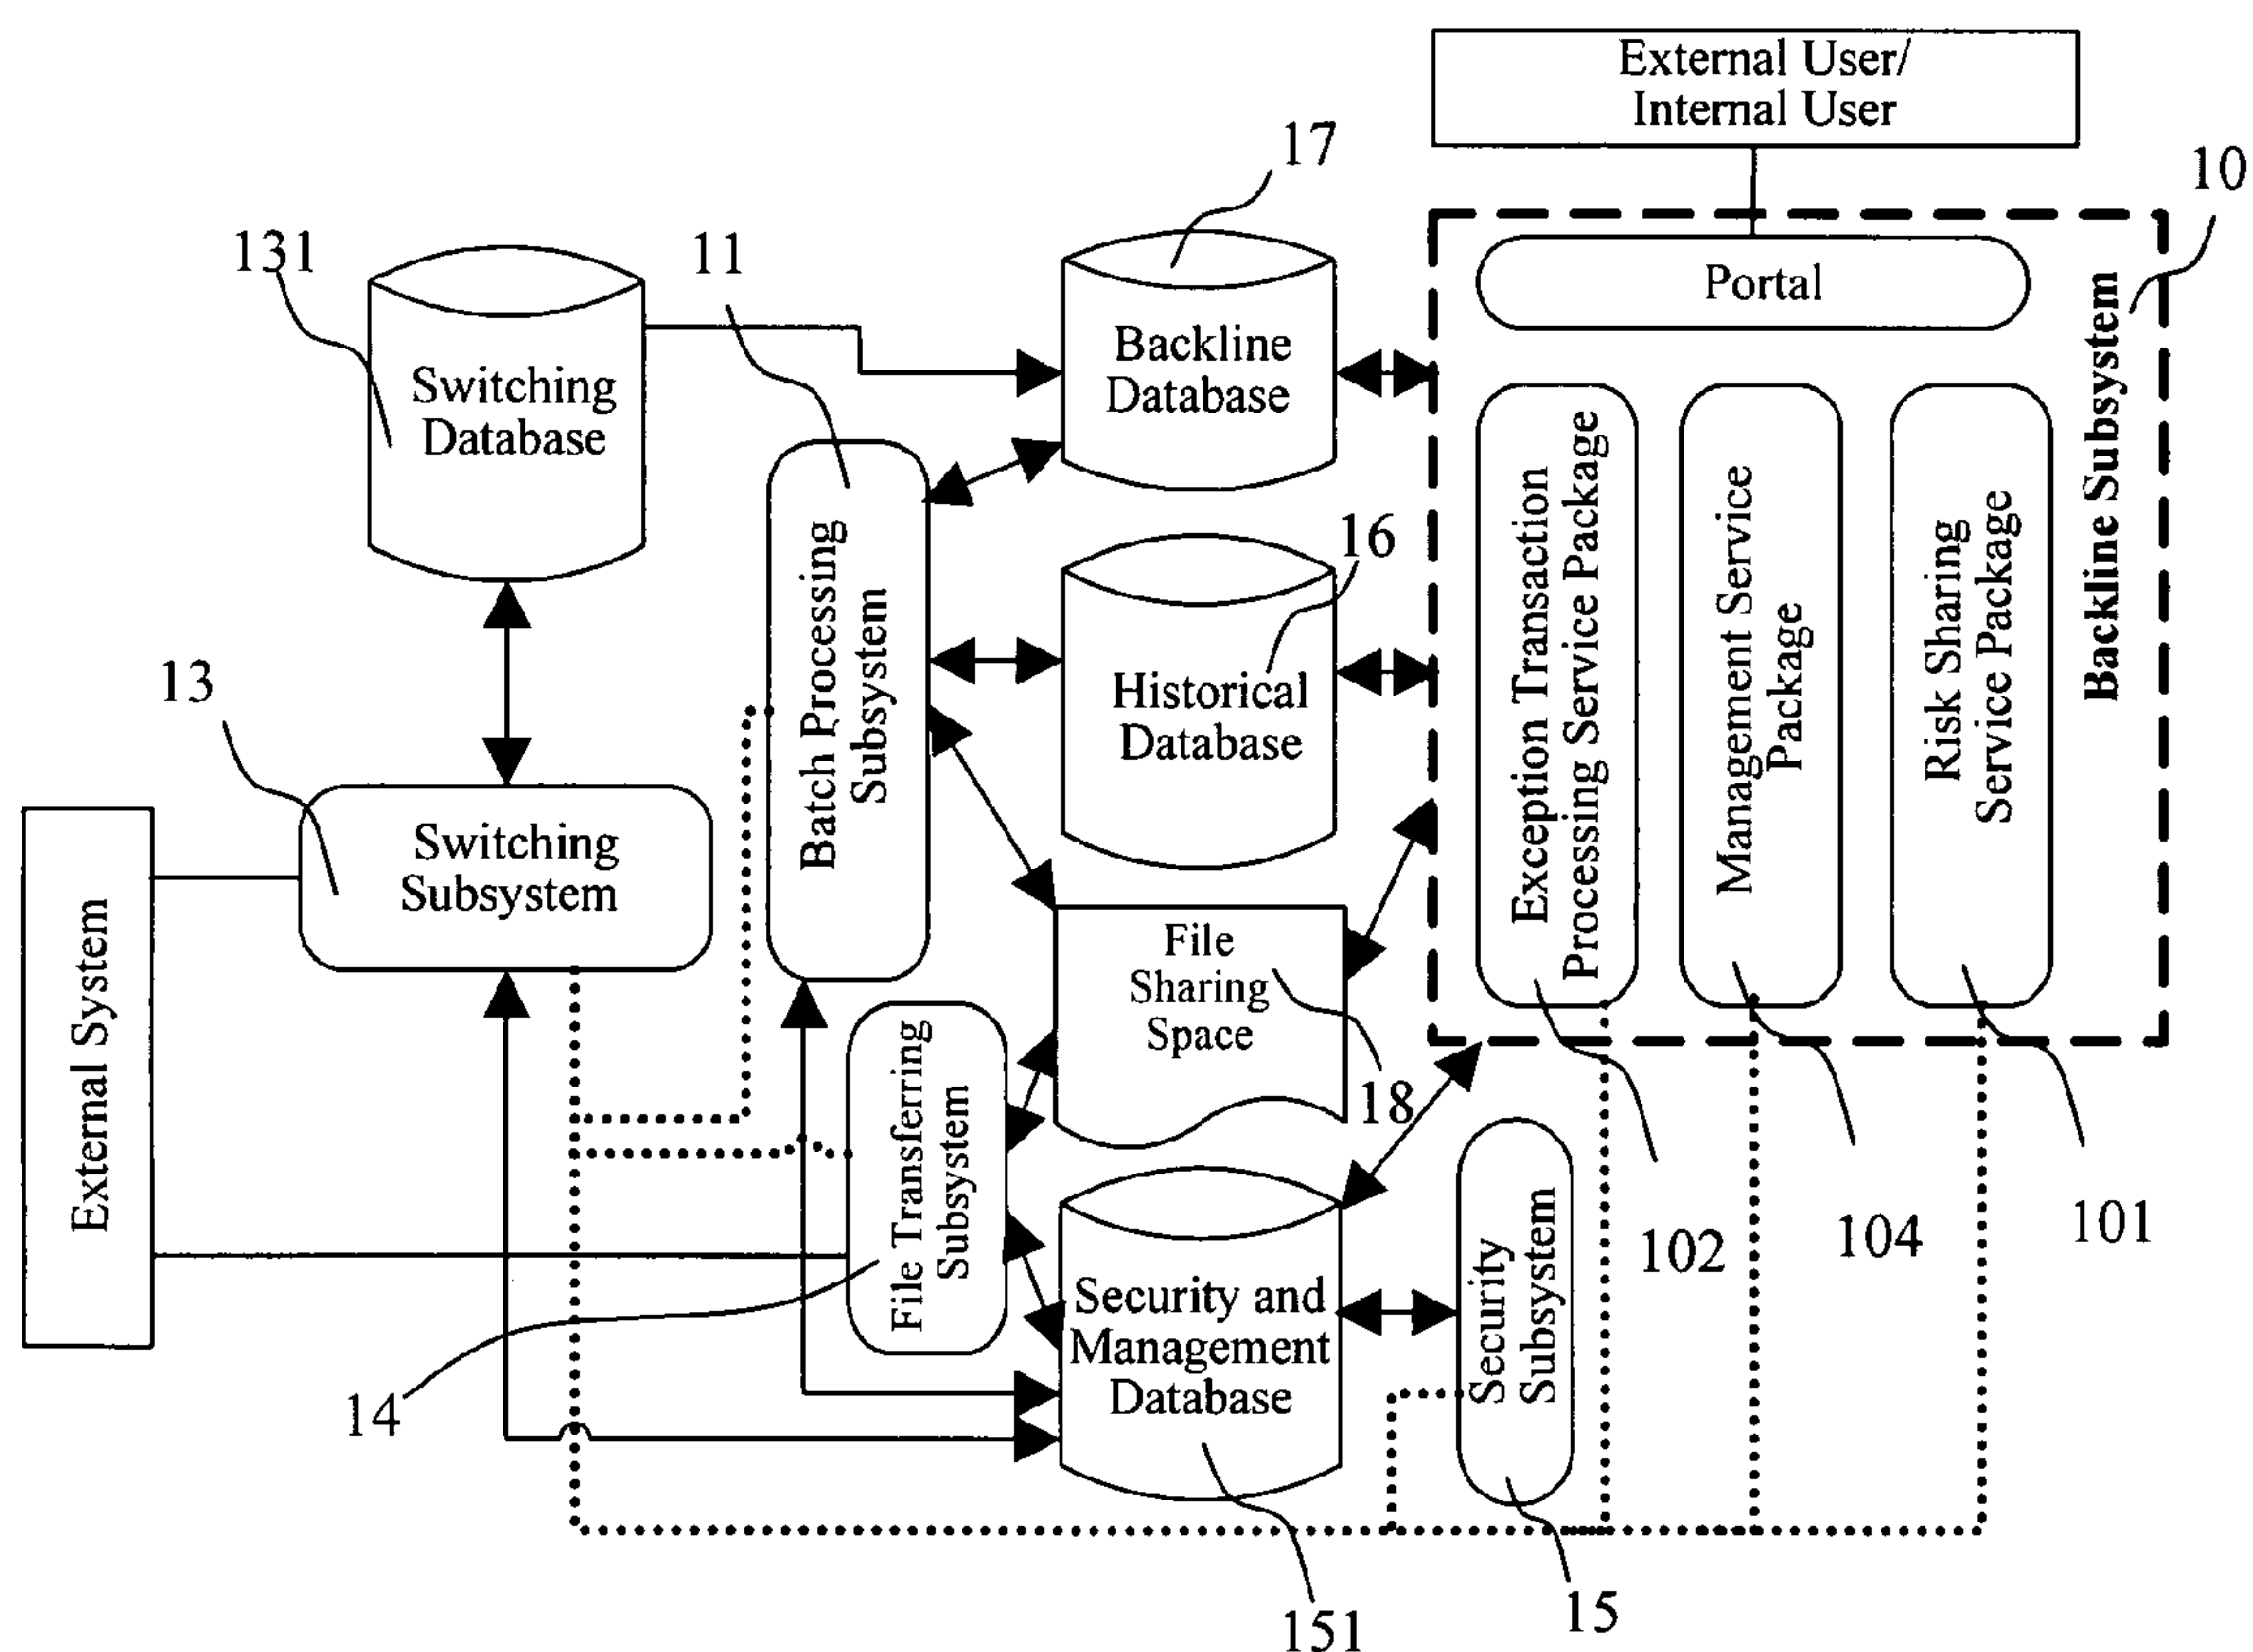 External User/
Internal User
17
10
131
11
Portal
Backline
Database
Switching
Database
Backline Subsystem
Exception Transaction
Processing Service Package
Management Service
Package
Risk Sharing
Service Package
16
Batch Processing
Subsystem
Historical
Database
13
Switching
Subsystem
External System
File
Sharing
Space
18
File Transferring
Subsystem
102
104
101
Security and
Management
Database
Security
Subsystem
14
15
151